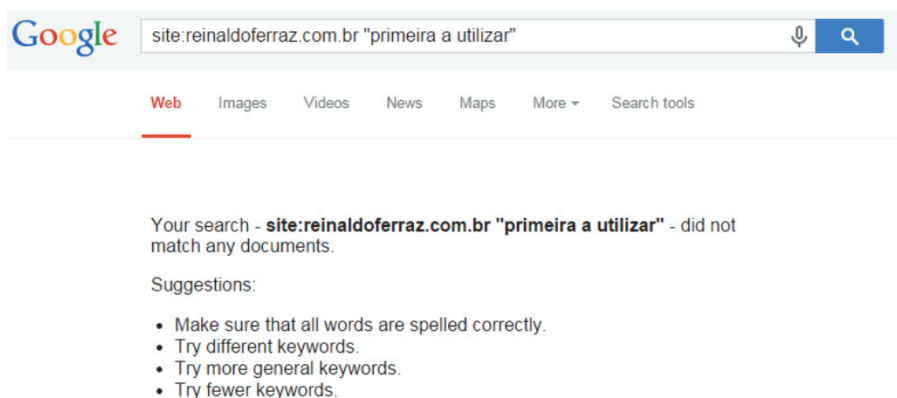 Google site:reinaldoferraz.com.br "primeira a utilizar"
Web Images Videos News Maps More Search tools
Your search - site:reinaldoferraz.com.br "primeira a utilizar" - did not
match any documents.
Suggestions:
• Make sure that all words are spelled correctly.
• Try different keywords.
• Try more general keywords.
• Try fewer keywords.